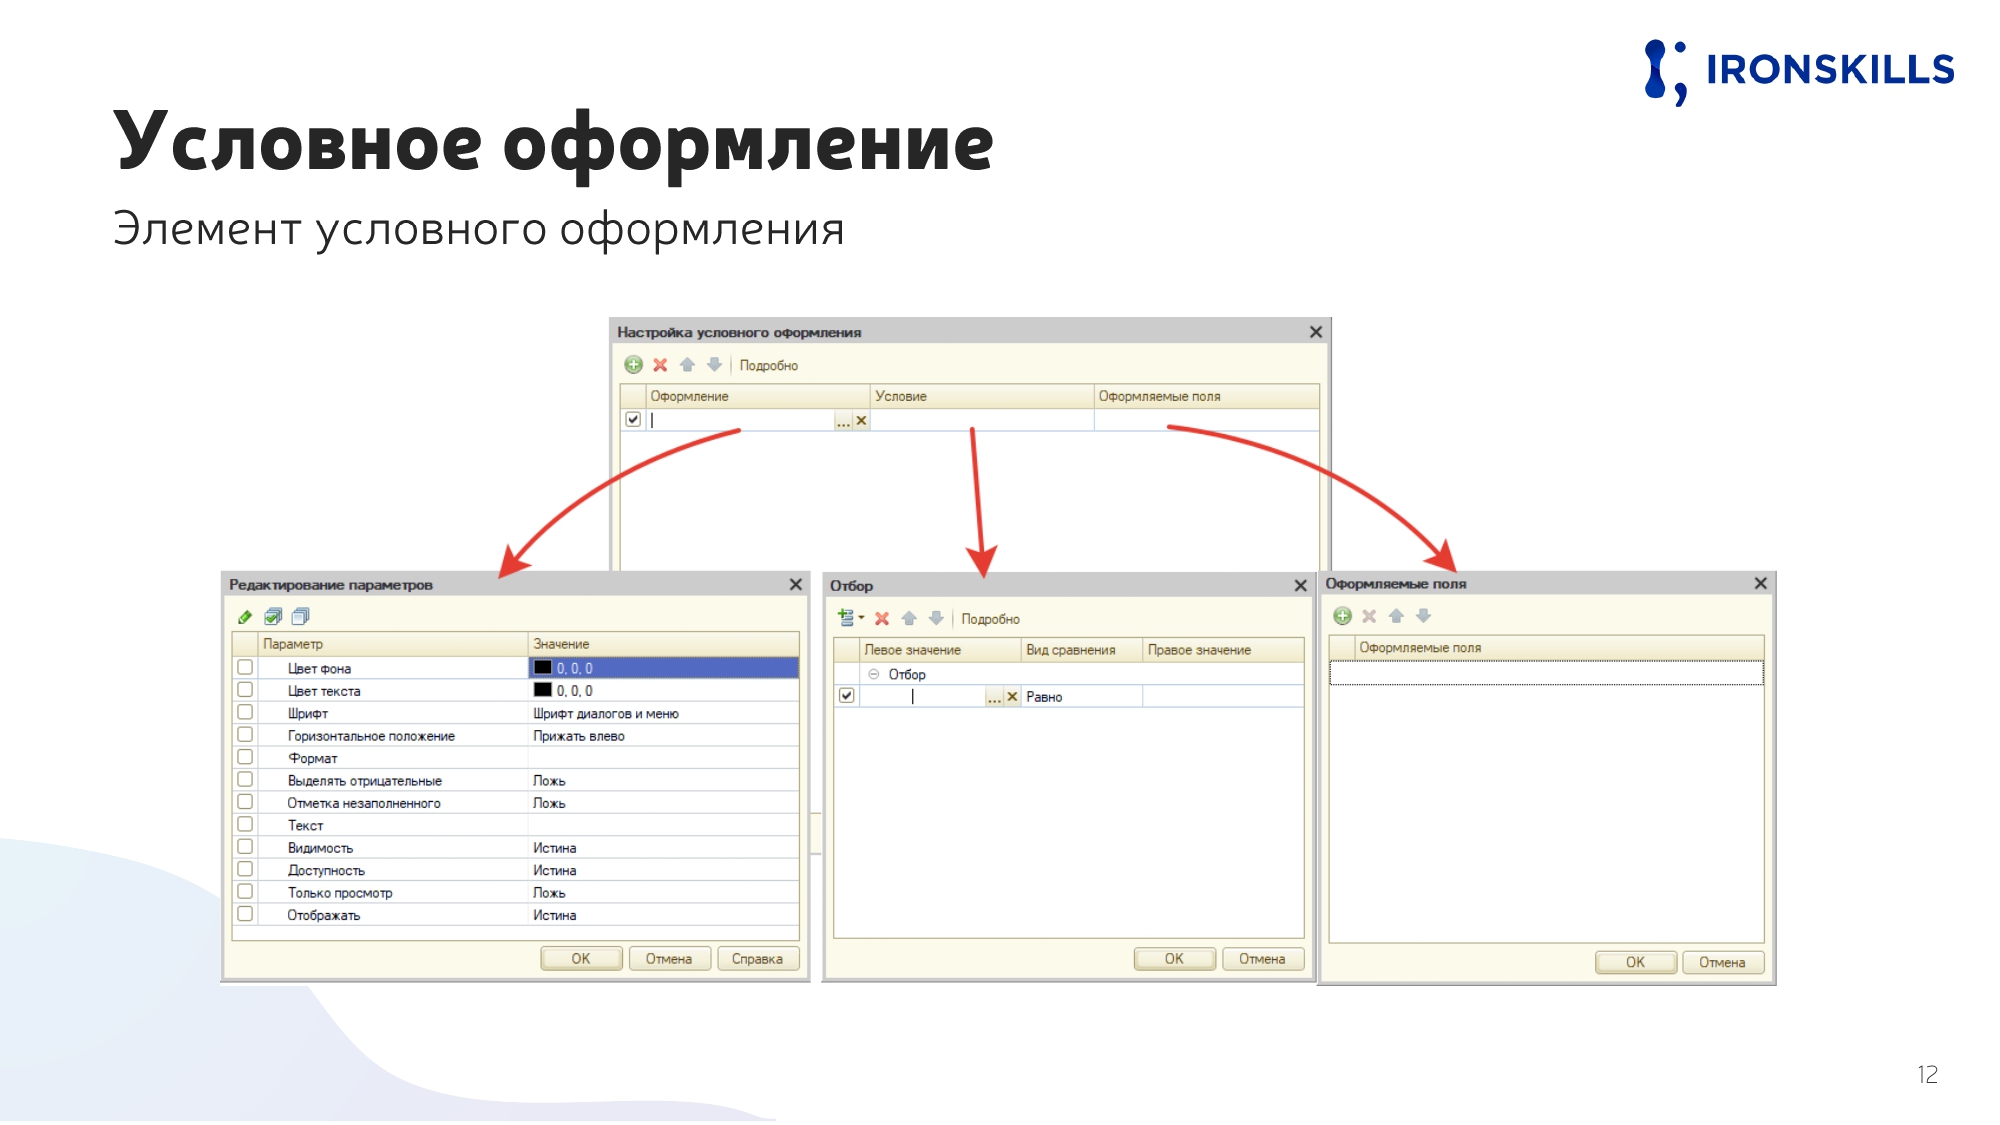 IRONSKILLS
Условное оформление
Элемент условного оформления
Настройка условного оформления
Подробно
Оформление Условие Оформляемые поля
...
Редактирование параметров
Параметр Значение
Цвет фона 0, 0, 0
Цвет текста 0, 0, 0
Шрифт Шрифт диалогов и меню
Горизонтальное положение Прижать влево
Формат
Выделять отрицательные Ложь
Отметка незаполненного Ложь
Текст
Видимость Истина
Доступность Истина
Только просмотр Ложь
Отображать Истина
OK Отмена Справка
Отбор
Подробно
Левое значение Вид сравнения Правое значение
Отбор
... Равно
OK Отмена
Оформляемые поля
Оформляемые поля
OK Отмена
12